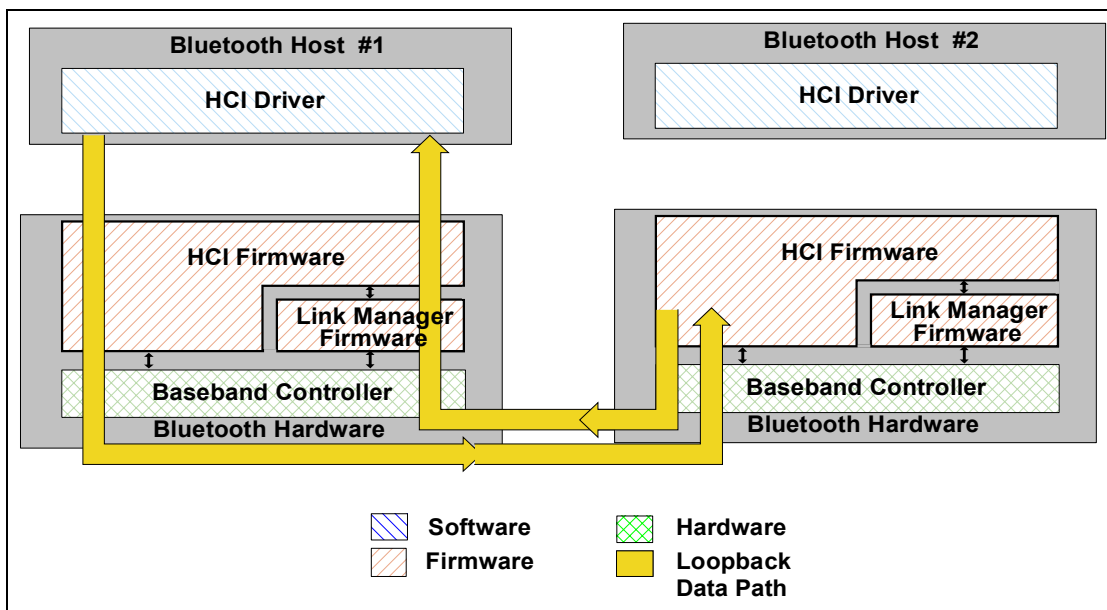 Bluetooth Host #1
HCI Driver
Bluetooth Host #2
HCI Driver
HCI Firmware
Link Manager
Firmware
Baseband Controller
Bluetooth Hardware
HCI Firmware
Link Manager
Firmware
Baseband Controller
Bluetooth Hardware
Software
Firmware
Hardware
Loopback
Data Path